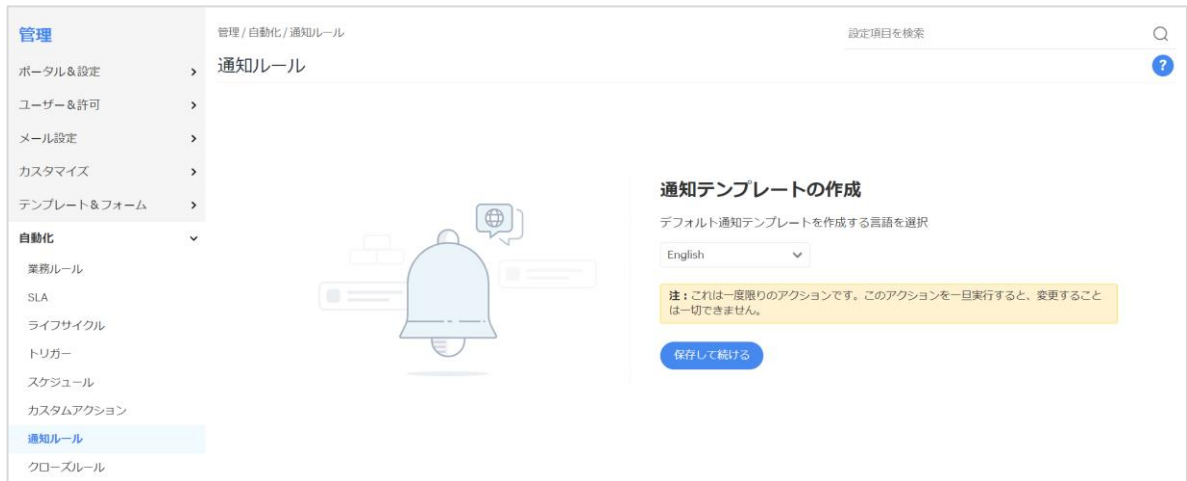 管理
ポータル＆設定
ユーザー＆許可
メール設定
カスタマイズ
テンプレート＆フォーム
自動化
業務ルール
SLA
ライフサイクル
トリガー
スケジュール
カスタムアクション
通知ルール
クローズルール
管理 / 自動化 / 通知ルール
設定項目を検索
通知ルール
?
通知テンプレートの作成
デフォルト通知テンプレートを作成する言語を選択
English
注：これは一度限りのアクションです。このアクションを一旦実行すると、変更すること
は一切できません。
保存して続ける